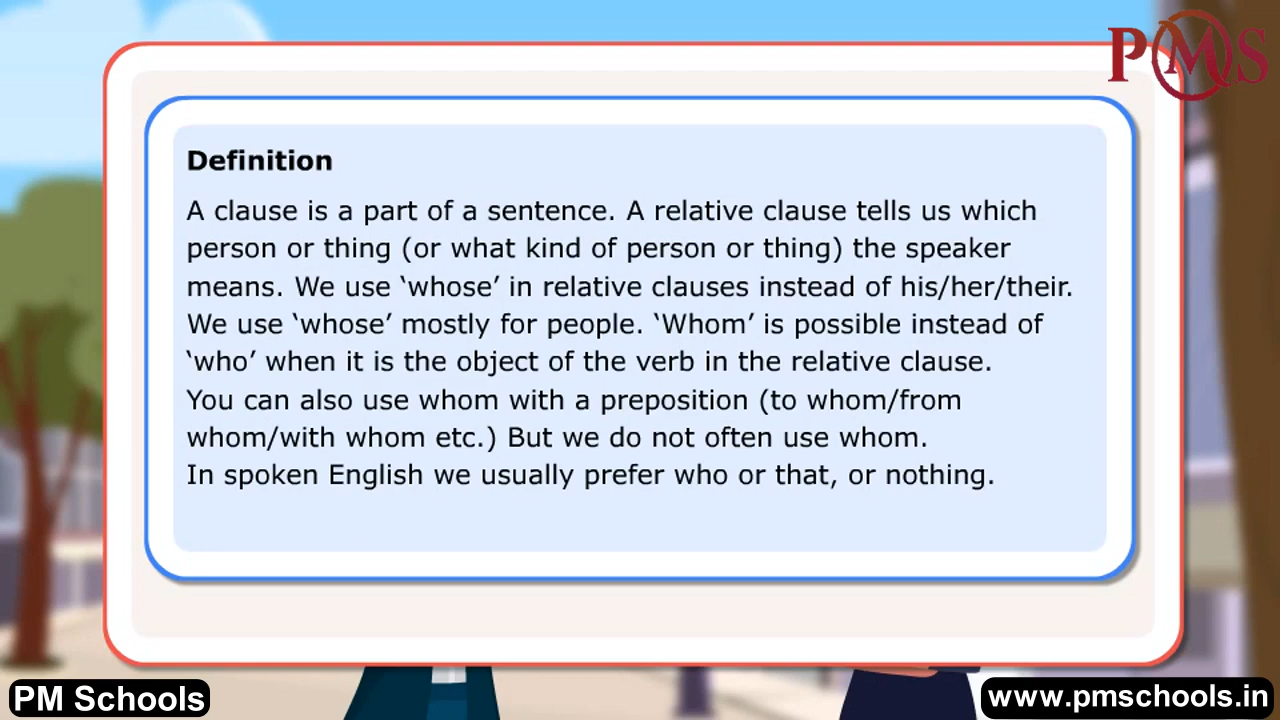 PMS
Definition
A clause is a part of a sentence. A relative clause tells us which
person or thing (or what kind of person or thing) the speaker
means. We use ‘whose’ in relative clauses instead of his/her/their.
We use ‘whose’ mostly for people. ‘Whom’ is possible instead of
‘who’ when it is the object of the verb in the relative clause.
You can also use whom with a preposition (to whom/from
whom/with whom etc.) But we do not often use whom.
In spoken English we usually prefer who or that, or nothing.
PM Schools
www.pmschools.in